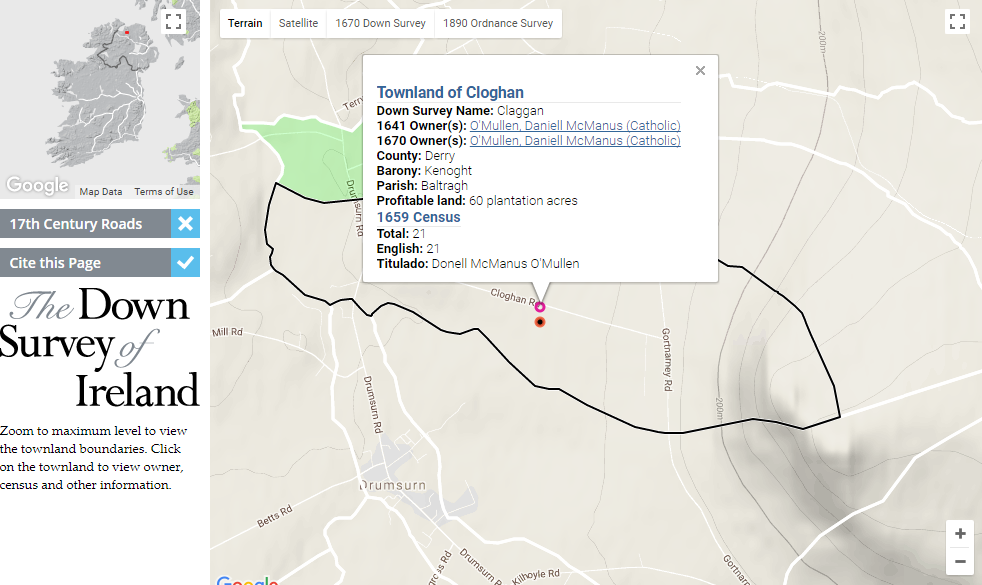 Google
Map Data
Terms of Use
17th Century Roads
Cite this Page
The Down
Survey of
Ireland
Zoom to maximum level to view
the townland boundaries. Click
on the townland to view owner,
census and other information.
Terrain
Satellite
1670 Down Survey
1890 Ordnance Survey
200m
Townland of Cloghan
Down Survey Name: Claggan
1641 Owner(s): O'Mullen, Daniell McManus (Catholic)
1670 Owner(s): O'Mullen, Daniell McManus (Catholic)
County: Derry
Barony: Kenoght
Parish: Baltragh
Profitable land: 60 plantation acres
1659 Census
Total: 21
English: 21
Titulado: Donell McManus O'Mullen
Drumsurn Rd
Cloghan R
Mill Rd
Gortnarney Rd
Drumsurn Rd
200m
Drumsurn
Betts Rd
Kilhoyle Rd
Google